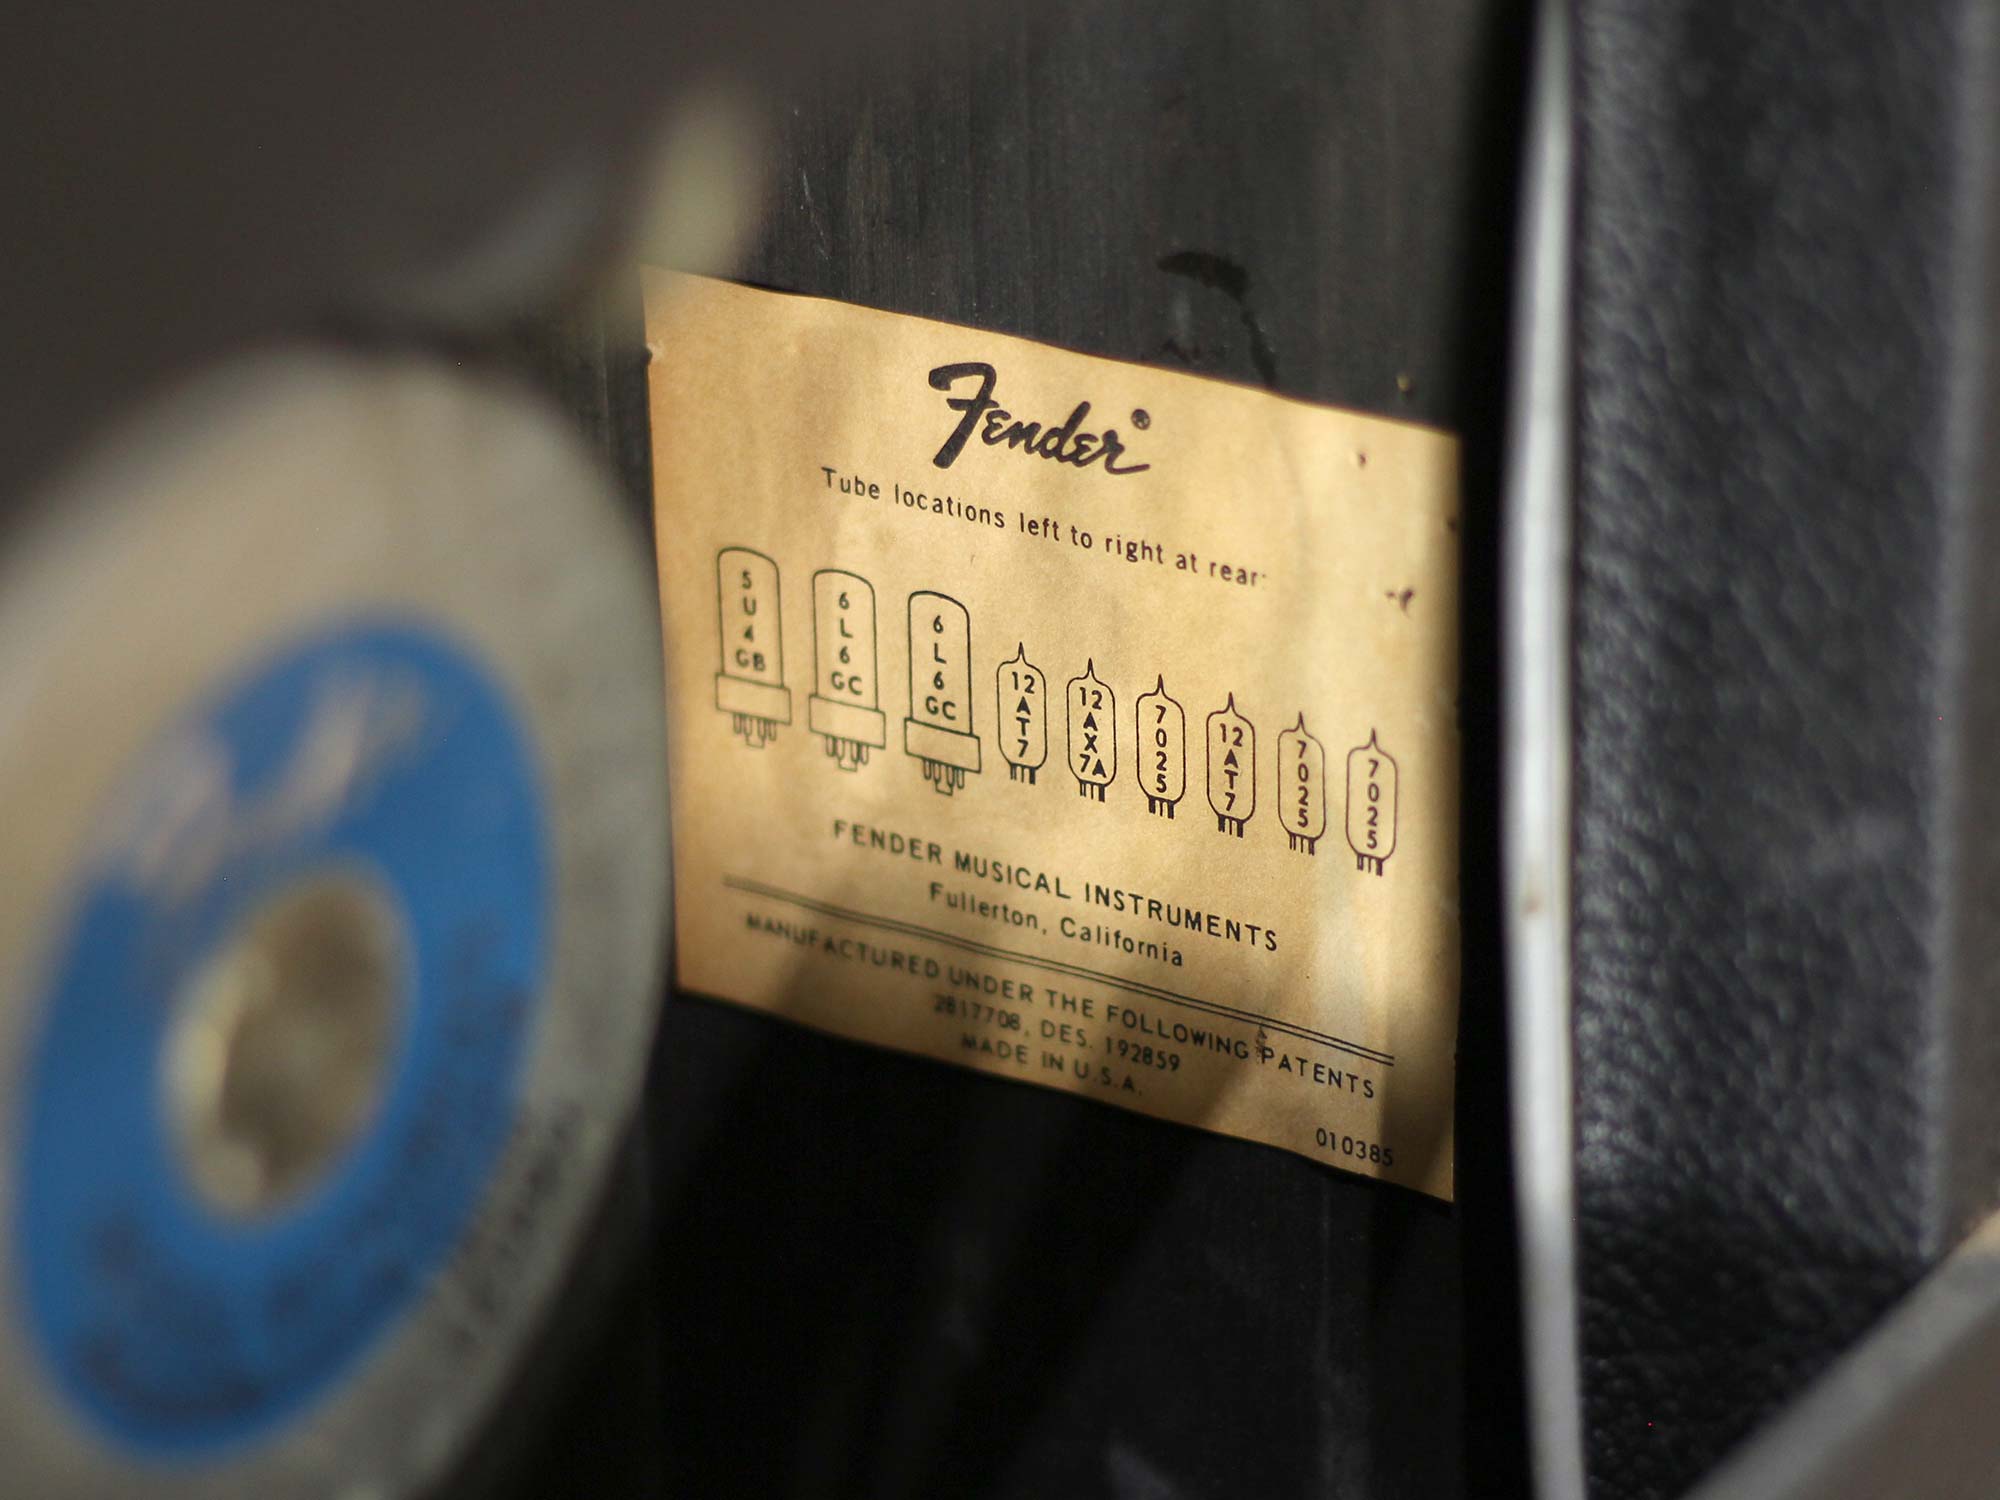 Fender®
Tube locations left to right at rear
5U4GB 6L6GC 6L6GC 12AT7 12AX7A 7025 12AT7 7025 7025
FENDER MUSICAL INSTRUMENTS
Fullerton, California
MANUFACTURED UNDER THE FOLLOWING PATENTS
2817708, DES. 192859
MADE IN U.S.A.
010385